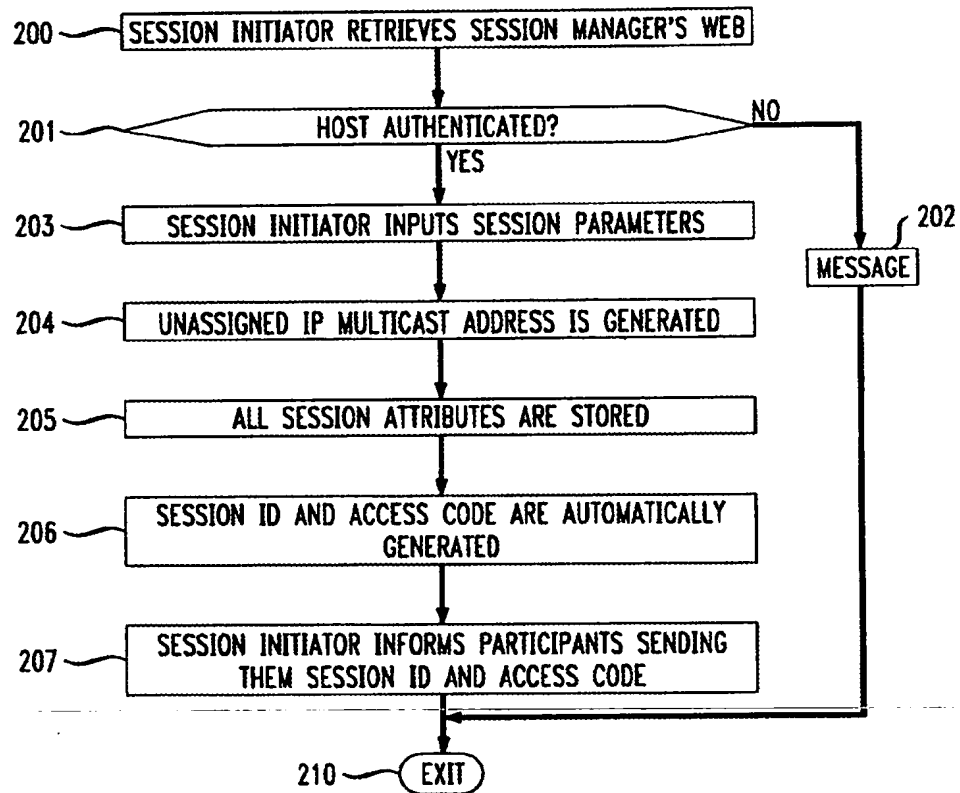 200 SESSION INITIATOR RETRIEVES SESSION MANAGER'S WEB
201 HOST AUTHENTICATED? NO
YES
203 SESSION INITIATOR INPUTS SESSION PARAMETERS
202
MESSAGE
204 UNASSIGNED IP MULTICAST ADDRESS IS GENERATED
205 ALL SESSION ATTRIBUTES ARE STORED
206 SESSION ID AND ACCESS CODE ARE AUTOMATICALLY
GENERATED
207 SESSION INITIATOR INFORMS PARTICIPANTS SENDING
THEM SESSION ID AND ACCESS CODE
210 EXIT